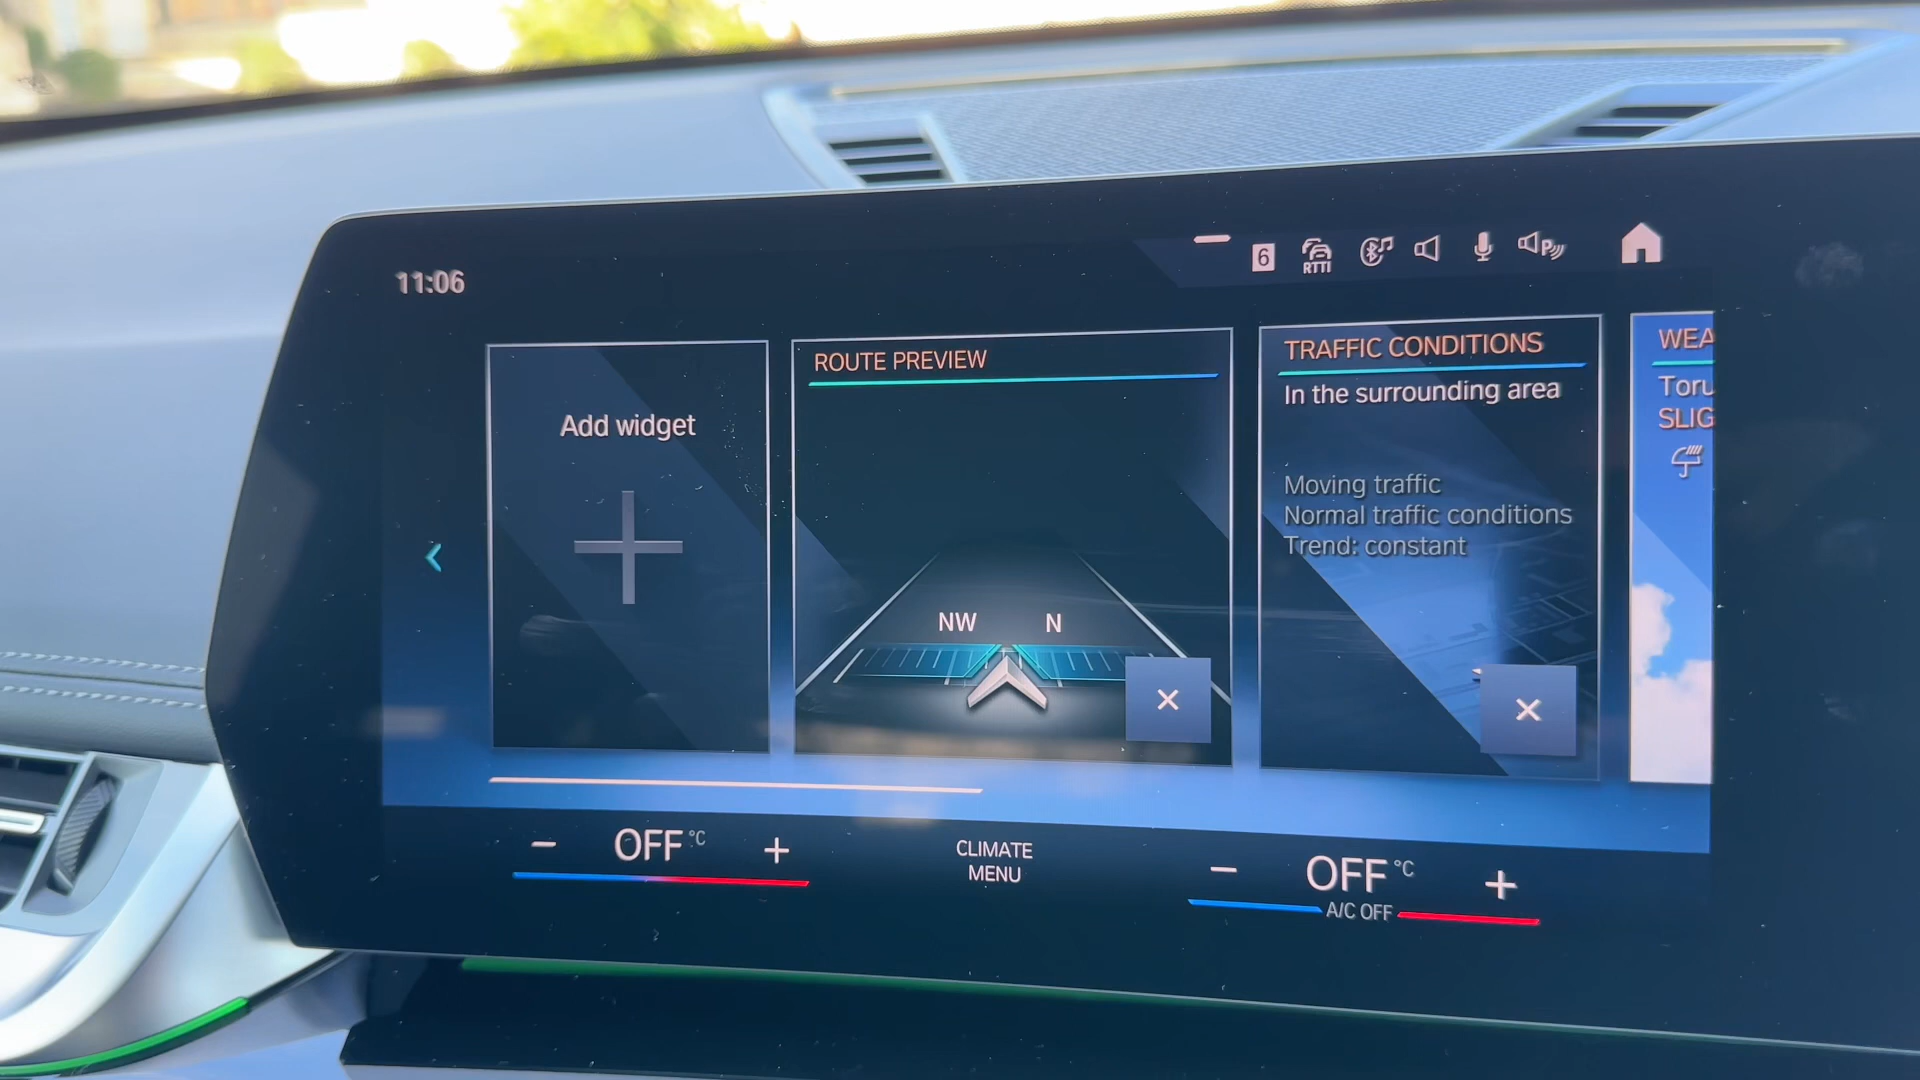 11:06
6
RTTI
P
Add widget
ROUTE PREVIEW
NW N
TRAFFIC CONDITIONS
In the surrounding area
Moving traffic
Normal traffic conditions
Trend: constant
WEA
Toru
SLIG
OFF °C
CLIMATE
MENU
OFF °C
A/C OFF